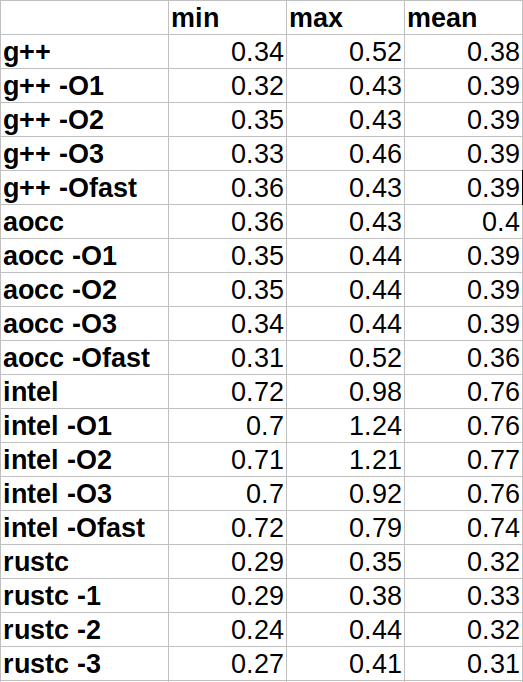 min max mean
g++ 0.34 0.52 0.38
g++ -O1 0.32 0.43 0.39
g++ -O2 0.35 0.43 0.39
g++ -O3 0.33 0.46 0.39
g++ -Ofast 0.36 0.43 0.39
aocc 0.36 0.43 0.4
aocc -O1 0.35 0.44 0.39
aocc -O2 0.35 0.44 0.39
aocc -O3 0.34 0.44 0.39
aocc -Ofast 0.31 0.52 0.36
intel 0.72 0.98 0.76
intel -O1 0.7 1.24 0.76
intel -O2 0.71 1.21 0.77
intel -O3 0.7 0.92 0.76
intel -Ofast 0.72 0.79 0.74
rustc 0.29 0.35 0.32
rustc -1 0.29 0.38 0.33
rustc -2 0.24 0.44 0.32
rustc -3 0.27 0.41 0.31